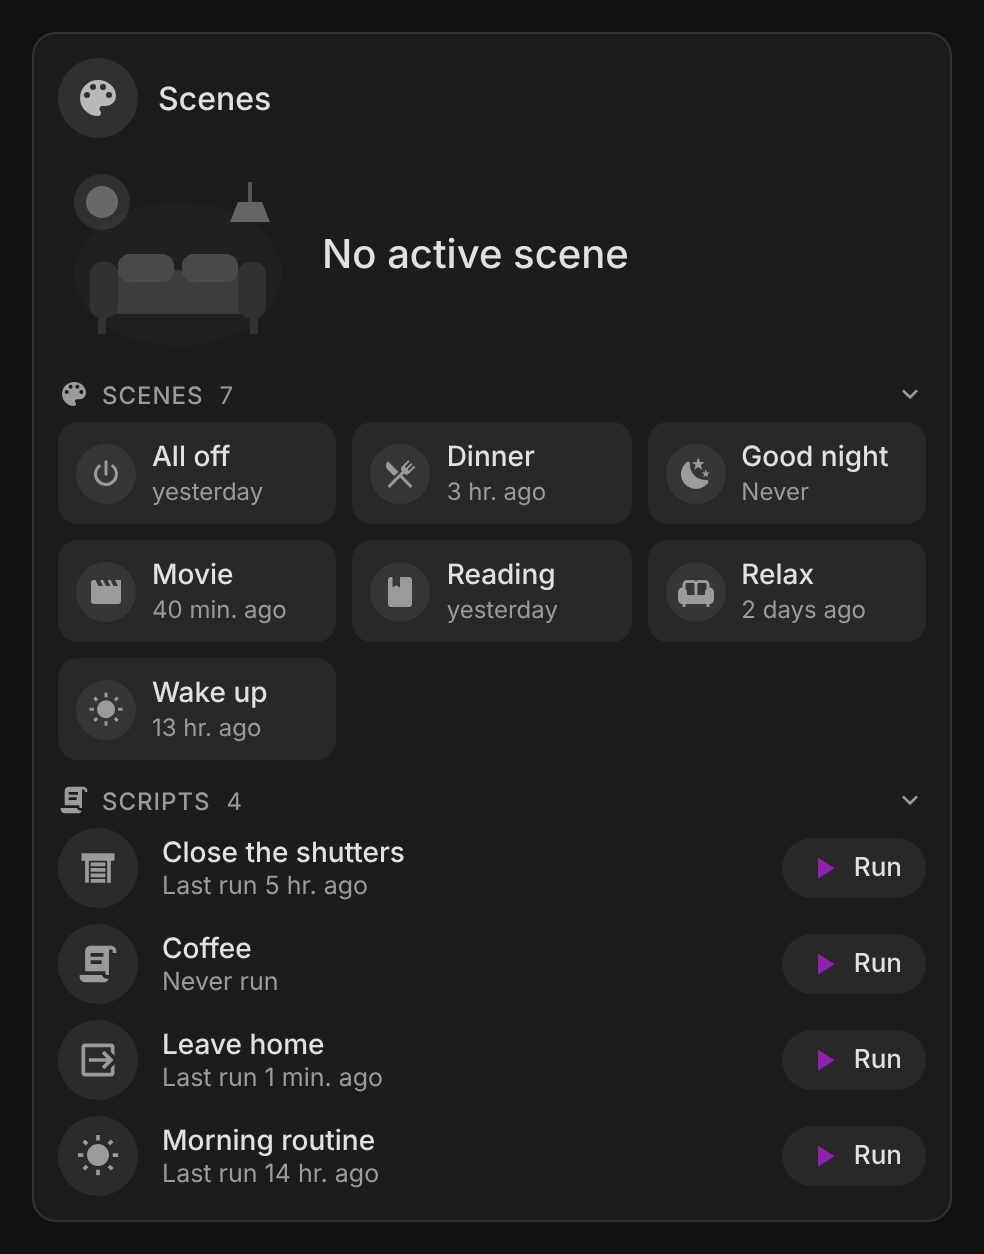 Scenes
No active scene
SCENES 7
All off
yesterday
Dinner
3 hr. ago
Good night
Never
Movie
40 min. ago
Reading
yesterday
Relax
2 days ago
Wake up
13 hr. ago
SCRIPTS 4
Close the shutters
Last run 5 hr. ago
Run
Coffee
Never run
Run
Leave home
Last run 1 min. ago
Run
Morning routine
Last run 14 hr. ago
Run